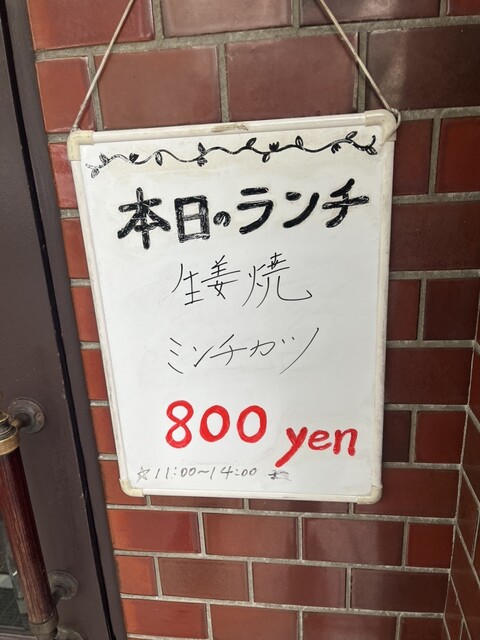 本日のランチ
生姜焼
ミンチカツ
800 yen
☆11:00~14:00